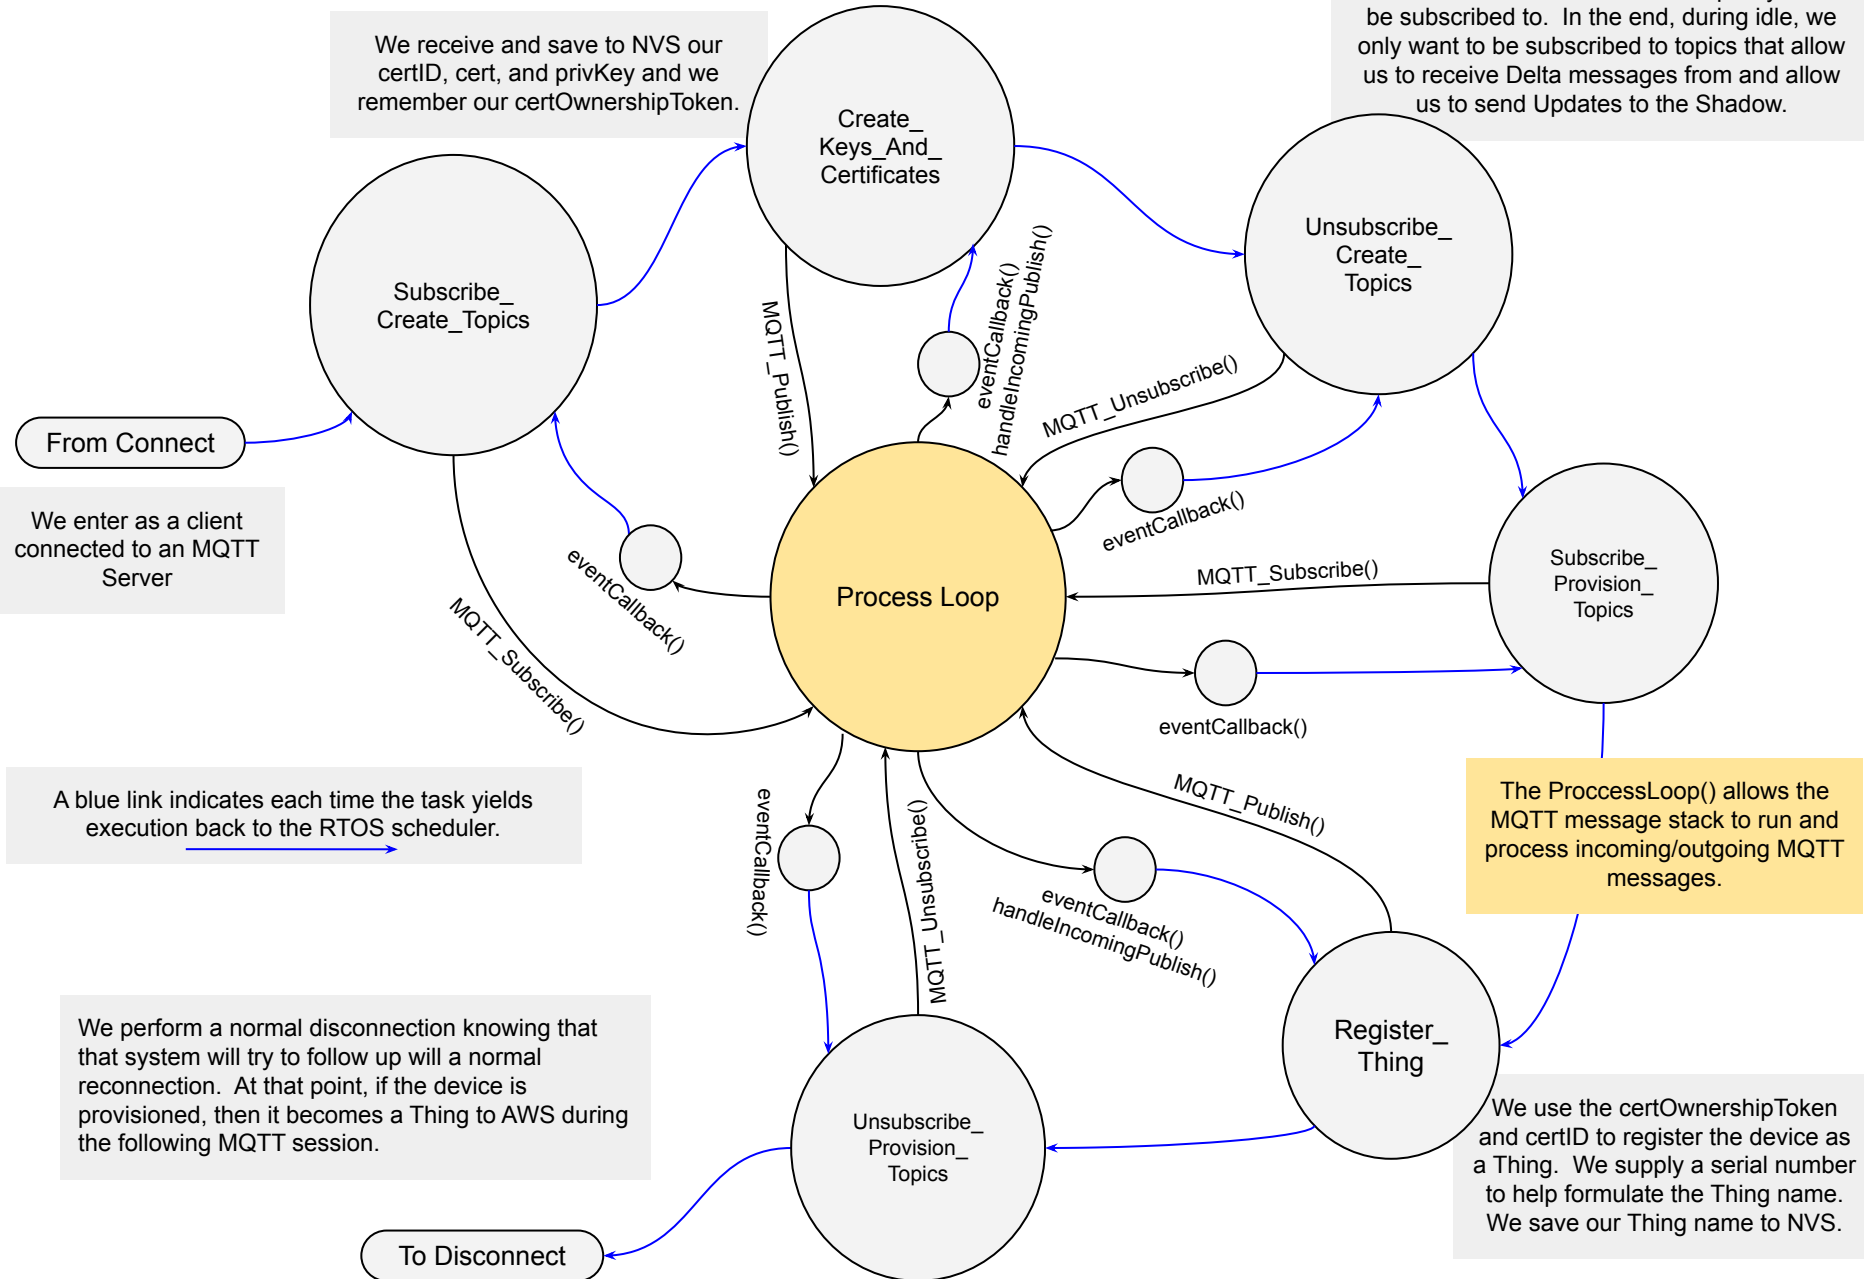 be subscribed to.  In the end, during idle, we
only want to be subscribed to topics that allow
us to receive Delta messages from and allow
us to send Updates to the Shadow.
We receive and save to NVS our
certID, cert, and privKey and we
remember our certOwnershipToken.
Create_
Keys_And_
Certificates
Unsubscribe_
Create_
Topics
Subscribe_
Create_Topics
MQTT_Publish()
eventCallback()
handleIncomingPublish()
MQTT_Unsubscribe()
eventCallback()
From Connect
We enter as a client
connected to an MQTT
Server
eventCallback()
MQTT_Subscribe()
Process Loop
MQTT_Subscribe()
Subscribe_
Provision_
Topics
eventCallback()
A blue link indicates each time the task yields
execution back to the RTOS scheduler.
eventCallback()
MQTT_Unsubscribe()
MQTT_Publish()
eventCallback()
handleIncomingPublish()
The ProccessLoop() allows the
MQTT message stack to run and
process incoming/outgoing MQTT
messages.
We perform a normal disconnection knowing that
that system will try to follow up will a normal
reconnection.  At that point, if the device is
provisioned, then it becomes a Thing to AWS during
the following MQTT session.
Unsubscribe_
Provision_
Topics
Register_
Thing
We use the certOwnershipToken
and certID to register the device as
a Thing.  We supply a serial number
to help formulate the Thing name.
We save our Thing name to NVS.
To Disconnect